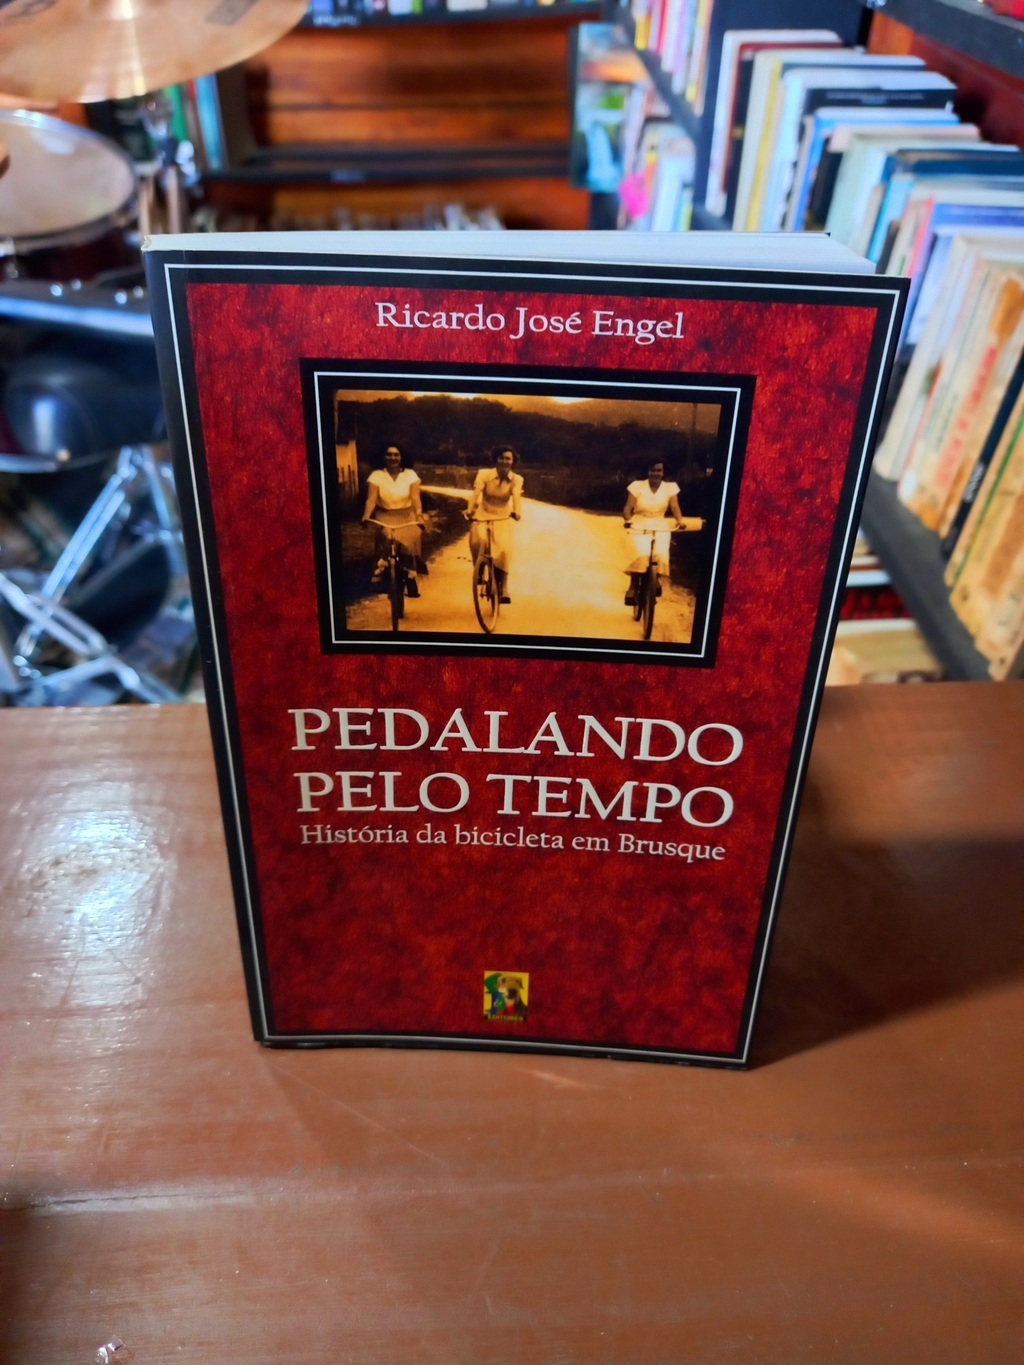 Ricardo José Engel
PEDALANDO
PELO TEMPO
História da bicicleta em Brusque